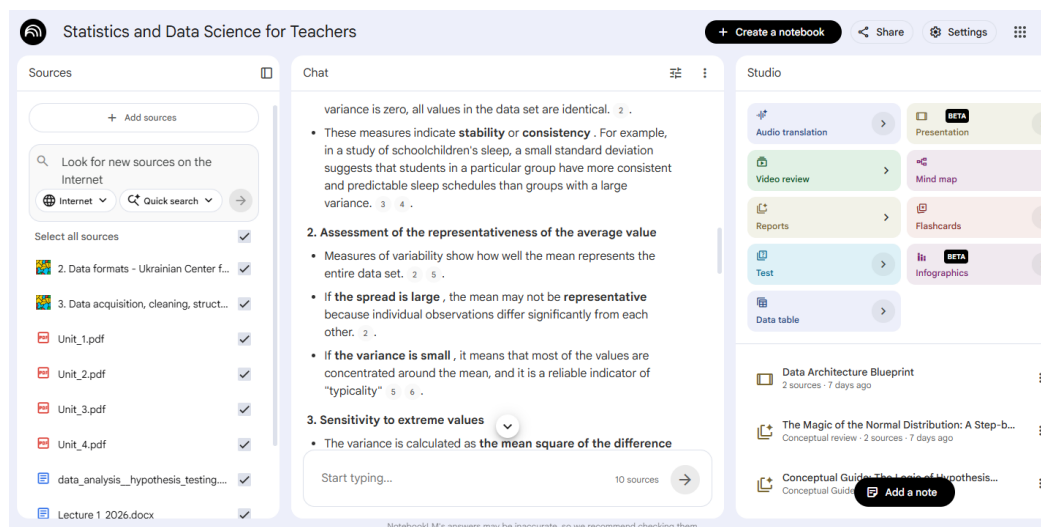 Statistics and Data Science for Teachers
+ Create a notebook
Share
Settings
Sources
+ Add sources
Look for new sources on the
Internet
Internet
Quick search
Select all sources
2. Data formats - Ukrainian Center f...
3. Data acquisition, cleaning, struct...
Unit_1.pdf
Unit_2.pdf
Unit_3.pdf
Unit_4.pdf
data_analysis__hypothesis_testing....
Lecture 1_2026.docx
Chat
variance is zero, all values in the data set are identical. 2 .
• These measures indicate stability or consistency . For example,
in a study of schoolchildren's sleep, a small standard deviation
suggests that students in a particular group have more consistent
and predictable sleep schedules than groups with a large
variance. 3 4 .
2. Assessment of the representativeness of the average value
• Measures of variability show how well the mean represents the
entire data set. 2 5 .
• If the spread is large , the mean may not be representative
because individual observations differ significantly from each
other. 2 .
• If the variance is small , it means that most of the values are
concentrated around the mean, and it is a reliable indicator of
"typicality" 5 6 .
3. Sensitivity to extreme values
• The variance is calculated as the mean square of the difference
Start typing...
10 sources
NotebookLM's answers may be inaccurate, so we recommend checking them.
Studio
Audio translation
BETA
Presentation
Video review
Mind map
Reports
Flashcards
Test
BETA
Infographics
Data table
Data Architecture Blueprint
2 sources · 7 days ago
The Magic of the Normal Distribution: A Step-b...
Conceptual review · 2 sources · 7 days ago
Conceptual Guide: The Logic of Hypothesis...
Conceptual Guide
Add a note